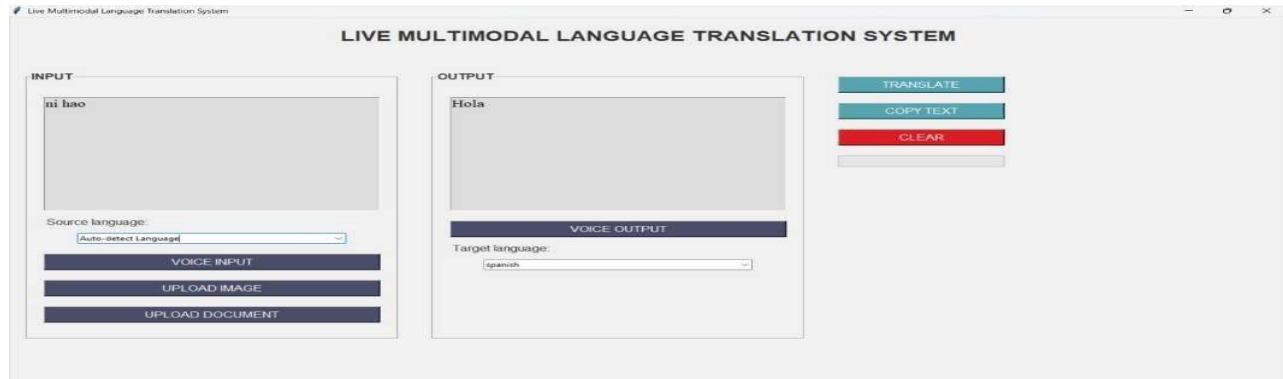 Live Multimodal Language Translation System
LIVE MULTIMODAL LANGUAGE TRANSLATION SYSTEM
INPUT
ni hao
Source language:
Auto-detect Language
VOICE INPUT
UPLOAD IMAGE
UPLOAD DOCUMENT
OUTPUT
Hola
VOICE OUTPUT
Target language:
spanish
TRANSLATE
COPY TEXT
CLEAR